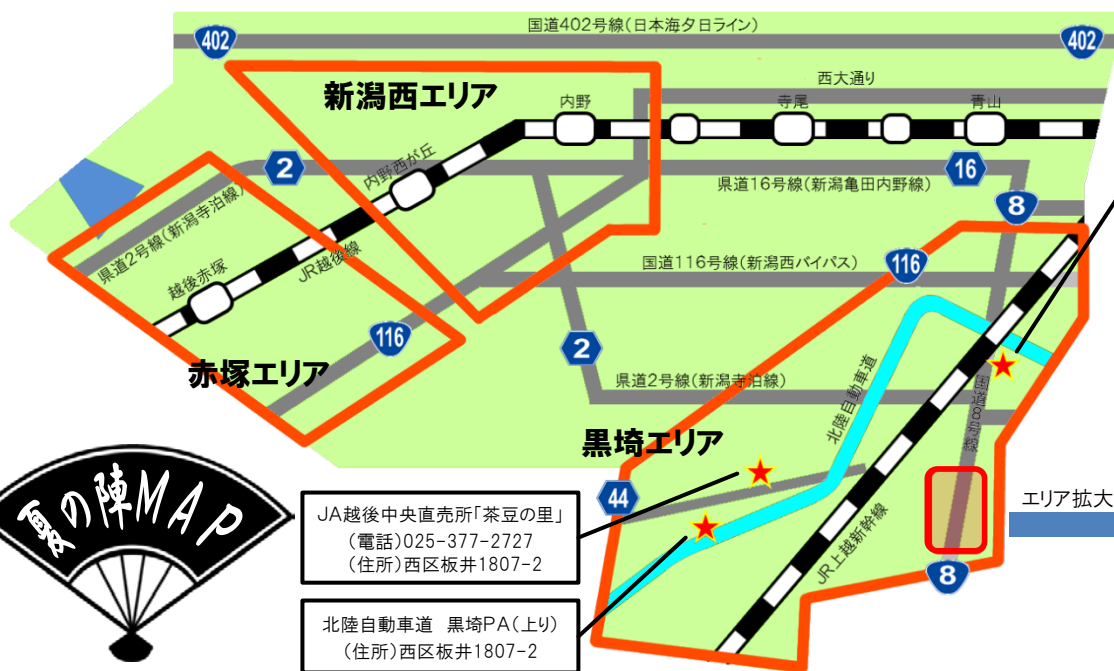 国道402号線(日本海夕日ライン)
402
402
西大通り
新潟西エリア
内野
寺尾
青山
2
内野西が丘
県道16号線(新潟亀田内野線)
16
8
県道2号線(新潟寺泊線)
越後赤塚
JR越後線
国道116号線(新潟西バイパス)
116
116
赤塚エリア
2
県道2号線(新潟寺泊線)
北陸自動車道
国道8号線
黒埼エリア
夏の陣MAP
44
JA越後中央直売所「茶豆の里」
(電話)025-377-2727
(住所)西区板井1807-2
エリア拡大
JR上越新幹線
8
北陸自動車道 黒埼PA(上り)
(住所)西区板井1807-2